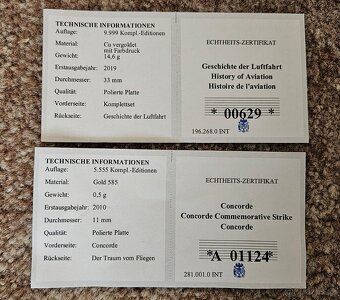 TECHNISCHE INFORMATIONEN
Auflage: 9.999 Kompl.-Editionen
Material: Cu vergoldet
mit Farbdruck
Gewicht: 14,6 g
Erstausgabejahr: 2019
Durchmesser: 33 mm
Qualität: Polierte Platte
Vorderseite: Komplettset
Rückseite: Geschichte der Luftfahrt
ECHTHEITS-ZERTIFIKAT
Geschichte der Luftfahrt
History of Aviation
Histoire de l'aviation
* 00629 *
196.268.0 INT
TECHNISCHE INFORMATIONEN
Auflage: 5.555 Kompl.-Editionen
Material: Gold 585
Gewicht: 0,5 g
Erstausgabejahr: 2010
Durchmesser: 11 mm
Qualität: Polierte Platte
Vorderseite: Concorde
Rückseite: Der Traum vom Fliegen
ECHTHEITS-ZERTIFIKAT
Concorde
Concorde Commemorative Strike
Concorde
*A 01124*
281.001.0 INT